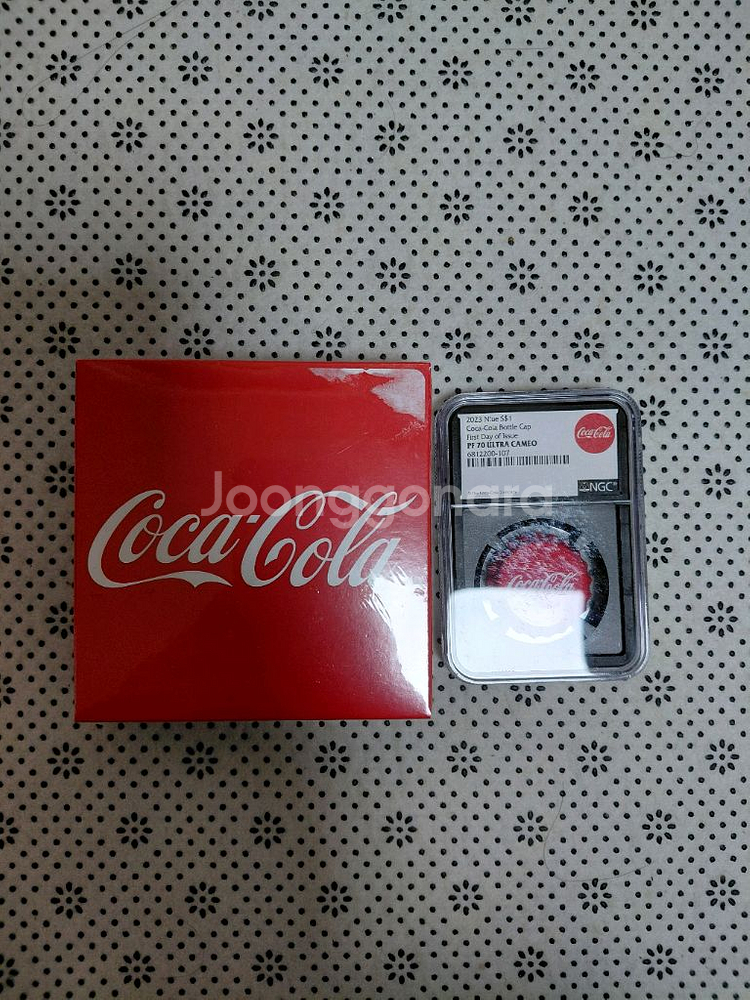 Coca-Cola
2023 Niue S$1
Coca-Cola Bottle Cap
First Day of Issue
PF 70 ULTRA CAMEO
6812200-107
Coca-Cola
NGC®
Coca-Cola
Joonggonara